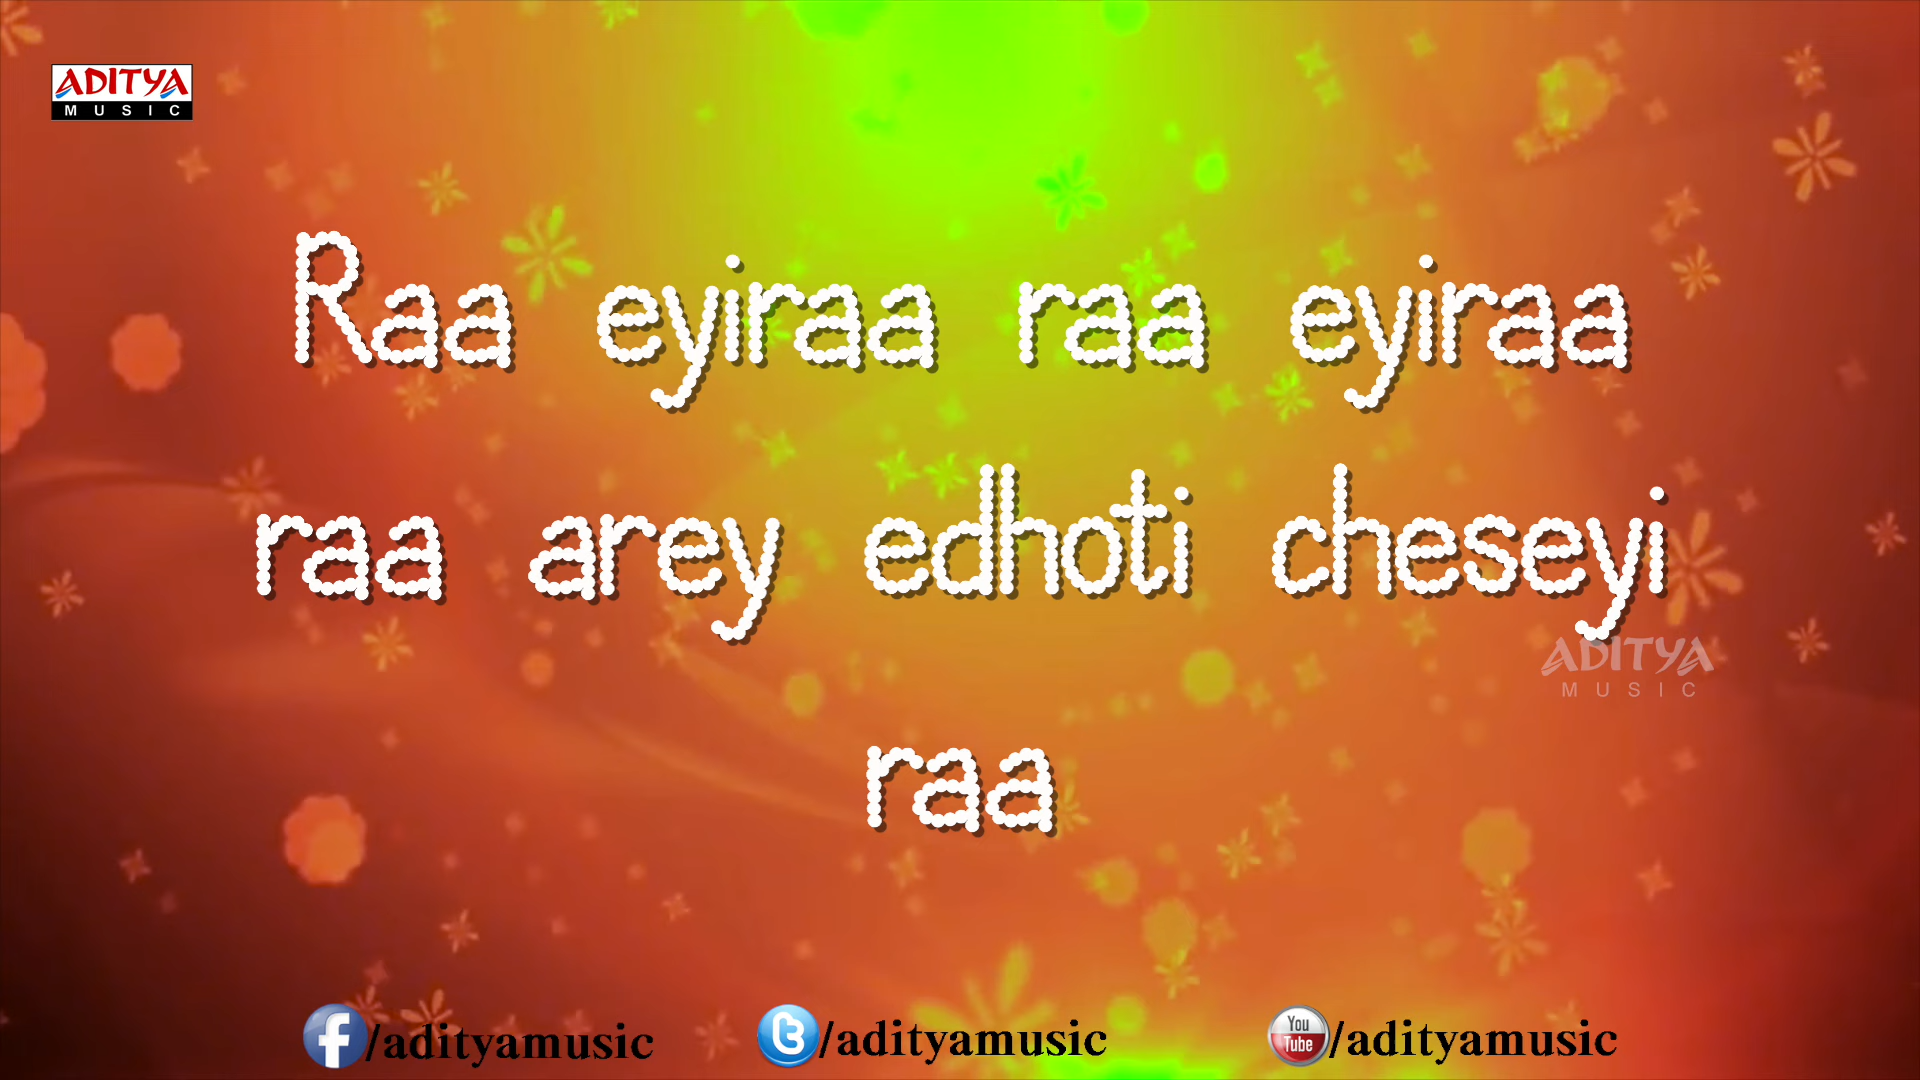 ADITYA
MUSIC
Raa eyiraa raa eyiraa
raa arey edhoti cheseyi
ADITYA
MUSIC
raa
/adityamusic /adityamusic You Tube /adityamusic